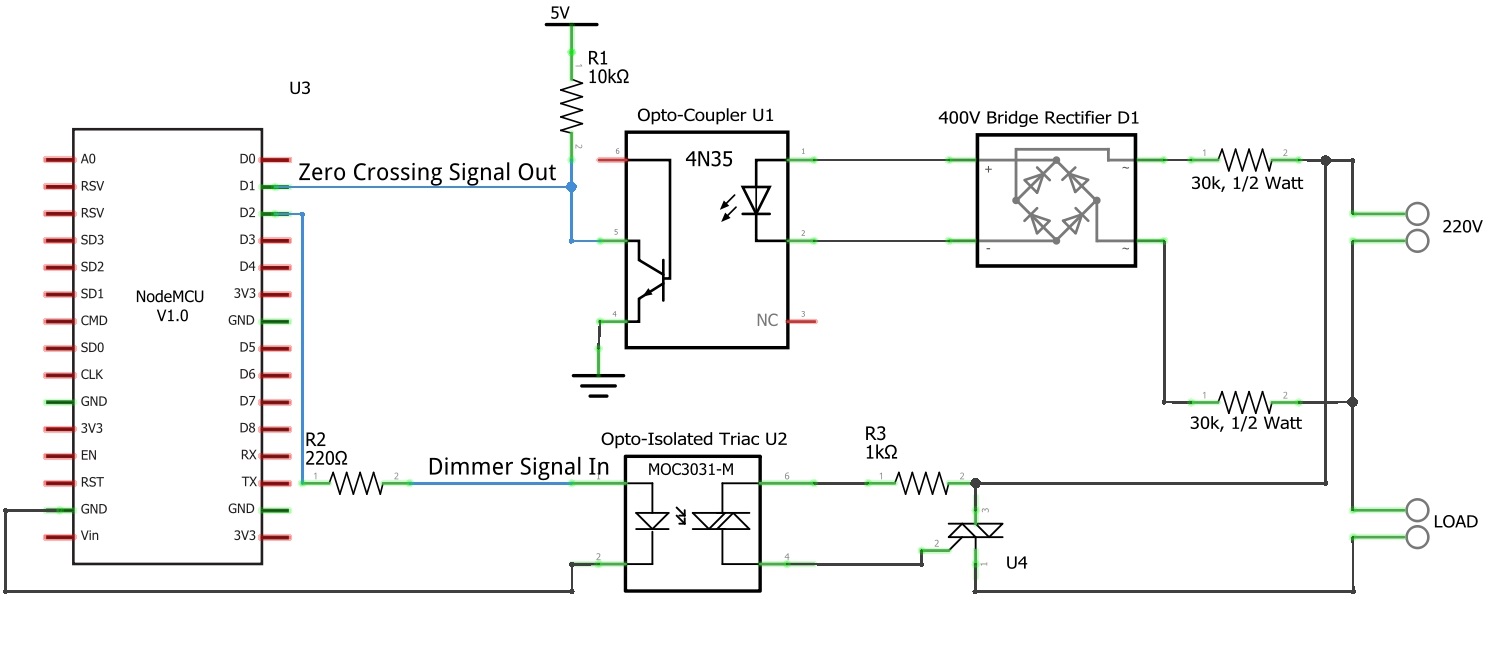 5V
R1
10kΩ
U3
Opto-Coupler U1
400V Bridge Rectifier D1
4N35
1
2
6
5
4
1
2
NC 3
+
-
~
~
1 2
30k, 1/2 Watt
220V
1 2
30k, 1/2 Watt
Zero Crossing Signal Out
A0 D0
RSV D1
RSV D2
SD3 D3
SD2 D4
SD1 3V3
NodeMCU
V1.0
CMD GND
SD0 D5
CLK D6
GND D7
3V3 D8
EN RX
RST TX
GND GND
Vin 3V3
R2
220Ω
1 2
Dimmer Signal In
Opto-Isolated Triac U2
MOC3031-M
1
2
6
4
R3
1kΩ
1 2
3
2
1
U4
LOAD